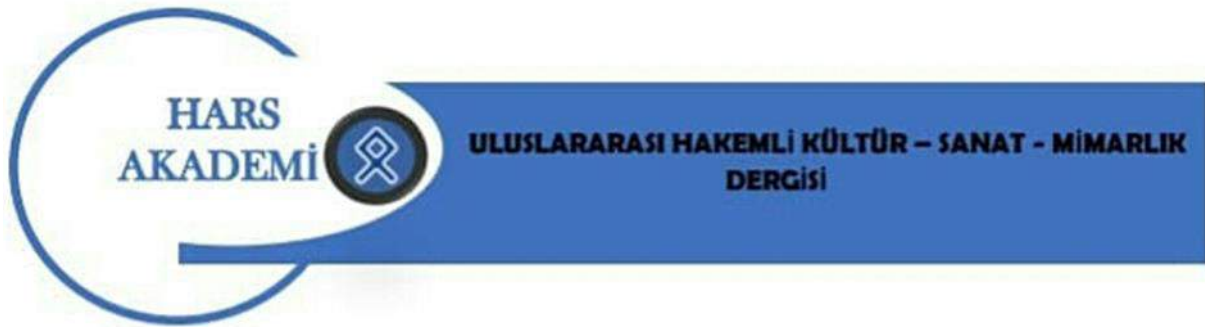 HARS
AKADEMİ
ULUSLARARASI HAKEMLİ KÜLTÜR – SANAT - MİMARLIK
DERGİSİ